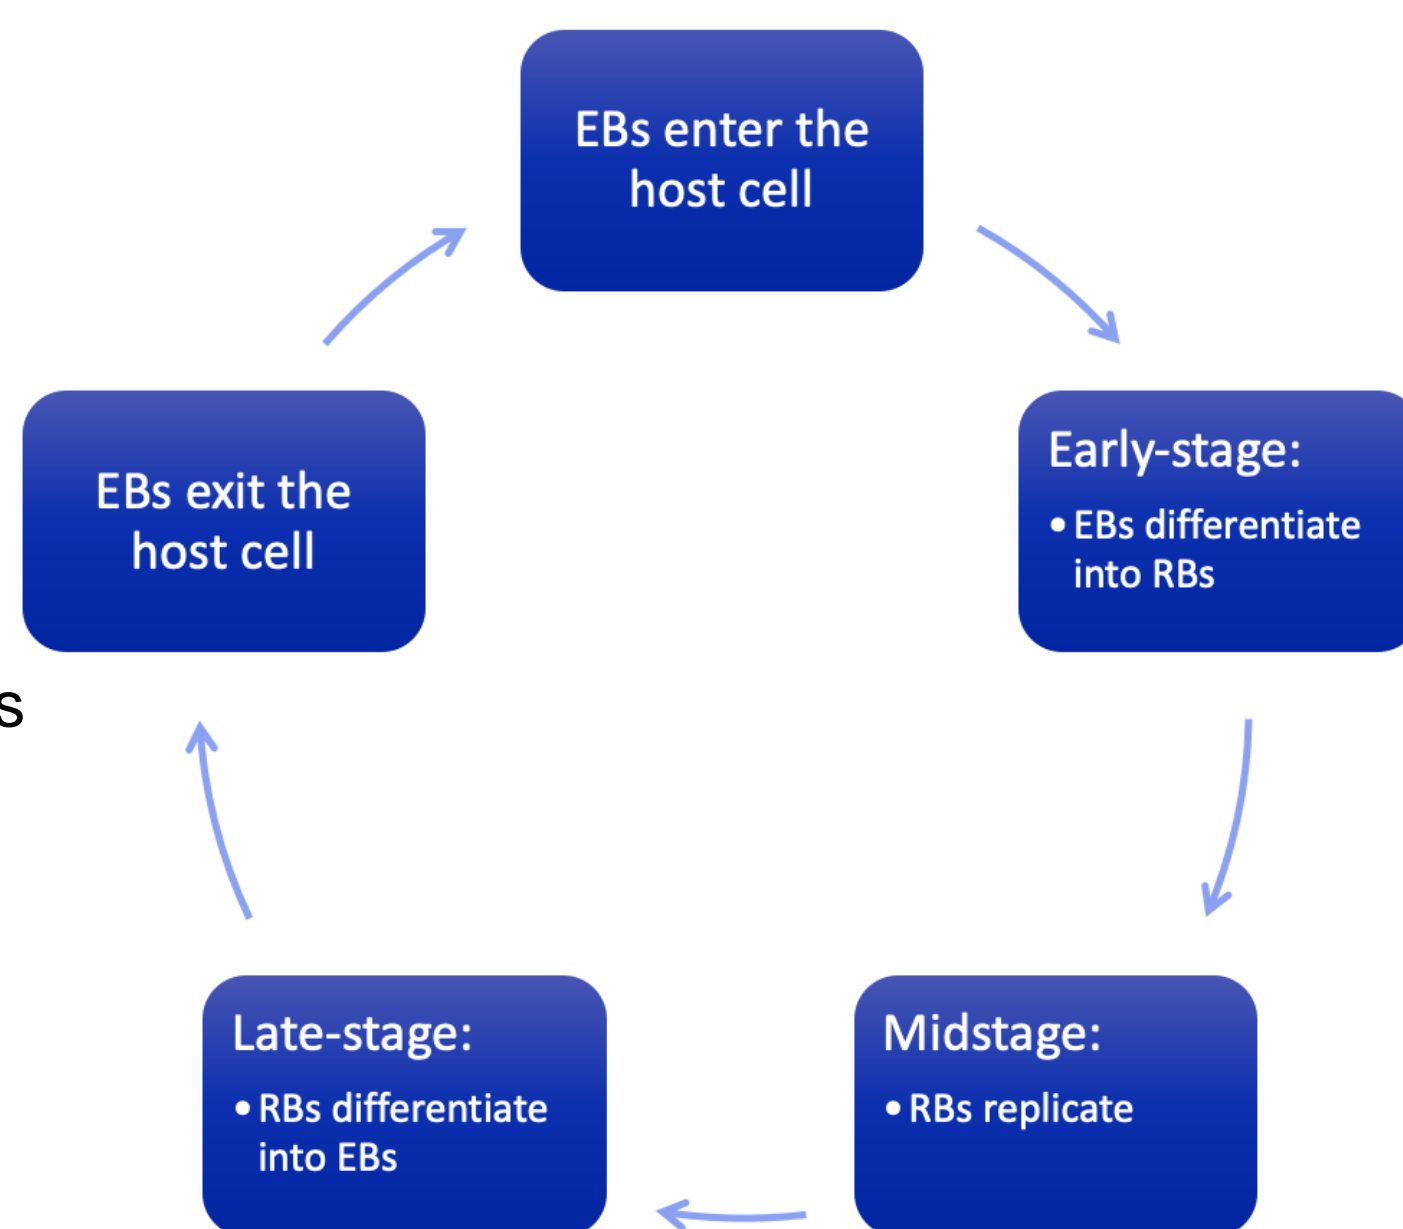 EBs enter the
host cell
Early-stage:
• EBs differentiate
into RBs
Midstage:
• RBs replicate
Late-stage:
• RBs differentiate
into EBs
EBs exit the
host cell
s